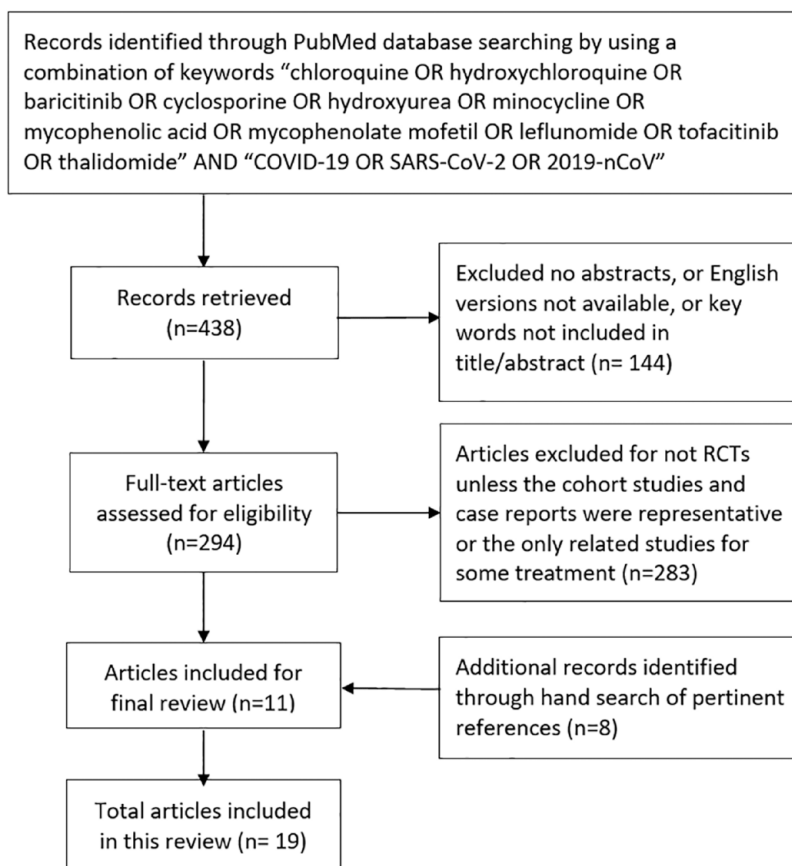 Records identified through PubMed database searching by using a
combination of keywords “chloroquine OR hydroxychloroquine OR
baricitinib OR cyclosporine OR hydroxyurea OR minocycline OR
mycophenolic acid OR mycophenolate mofetil OR leflunomide OR tofacitinib
OR thalidomide” AND “COVID-19 OR SARS-CoV-2 OR 2019-nCoV”
Records retrieved
(n=438)
Excluded no abstracts, or English
versions not available, or key
words not included in
title/abstract (n= 144)
Full-text articles
assessed for eligibility
(n=294)
Articles excluded for not RCTs
unless the cohort studies and
case reports were representative
or the only related studies for
some treatment (n=283)
Articles included for
final review (n=11)
Additional records identified
through hand search of pertinent
references (n=8)
Total articles included
in this review (n= 19)